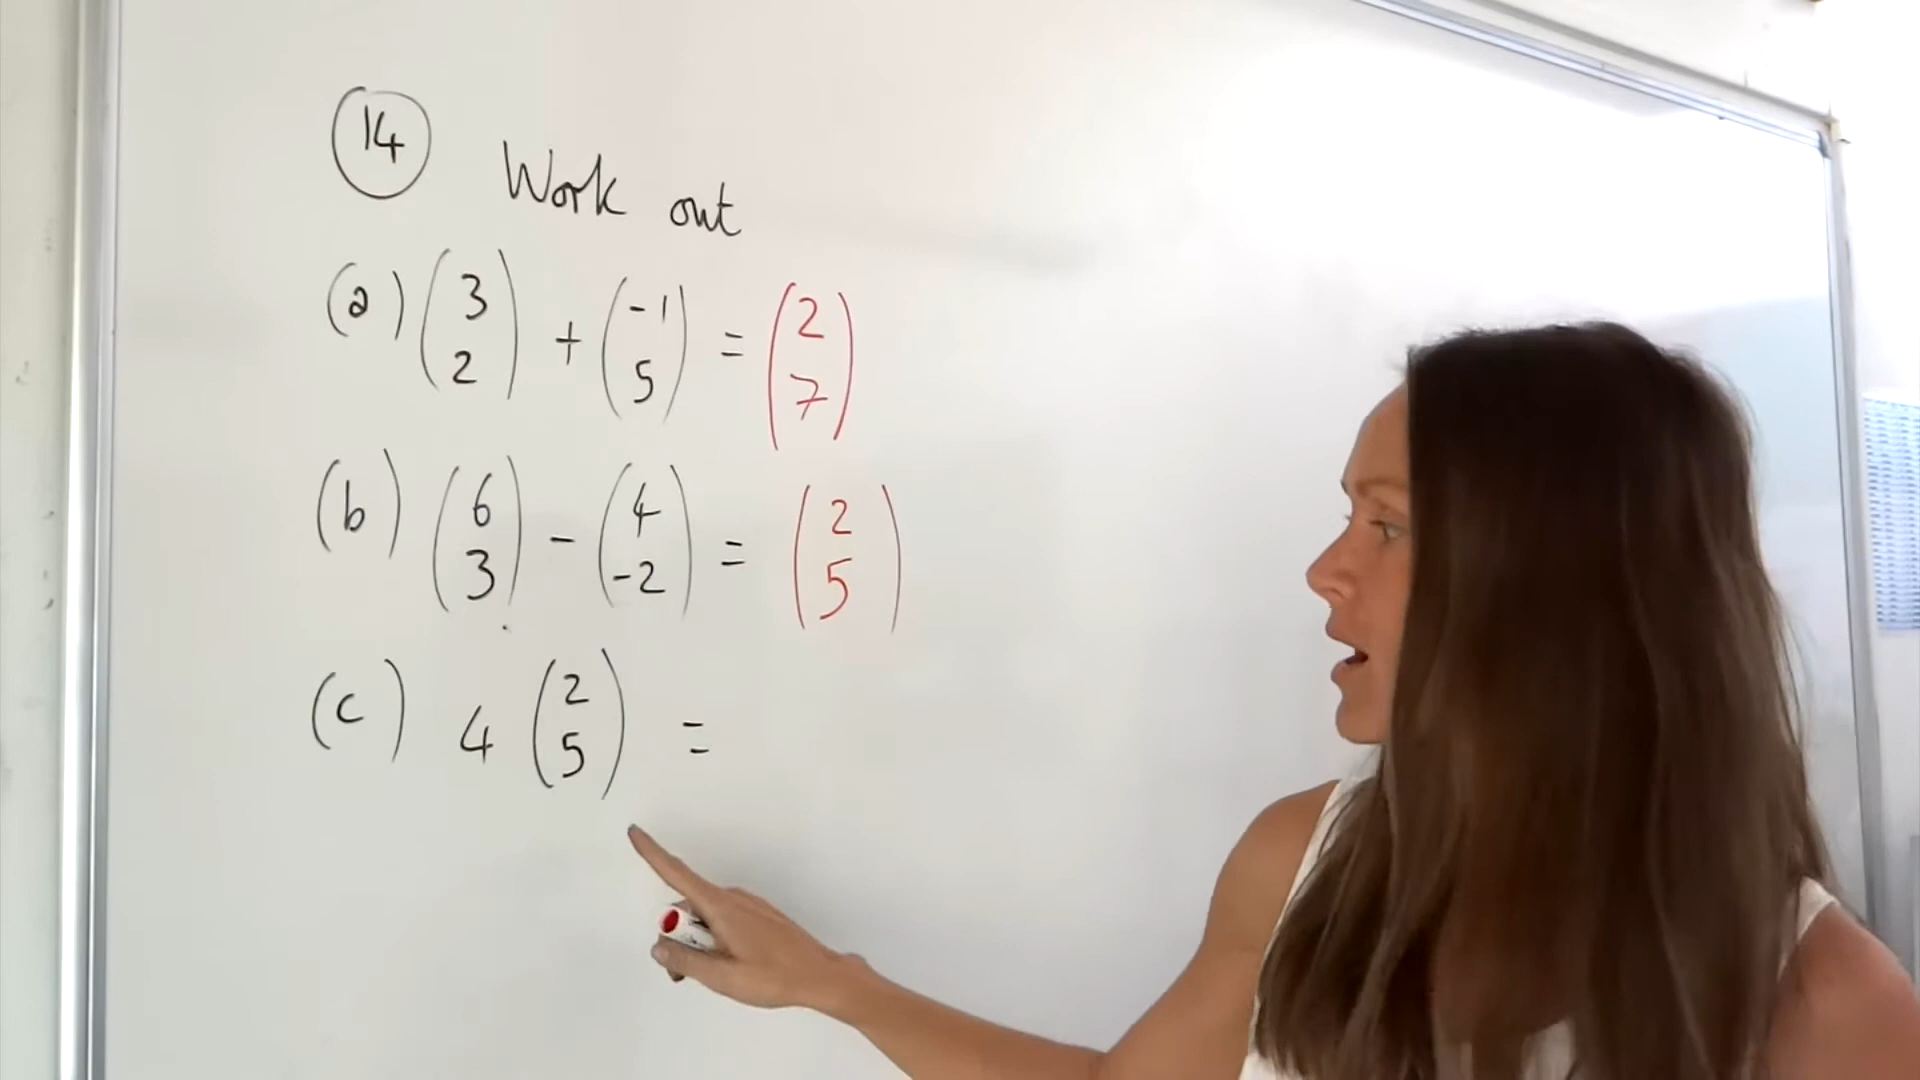 14 Work out
(a) (3 2) + (-1 5) = (2 7)
(b) (6 3) - (4 -2) = (2 5)
(c) 4 (2 5) =